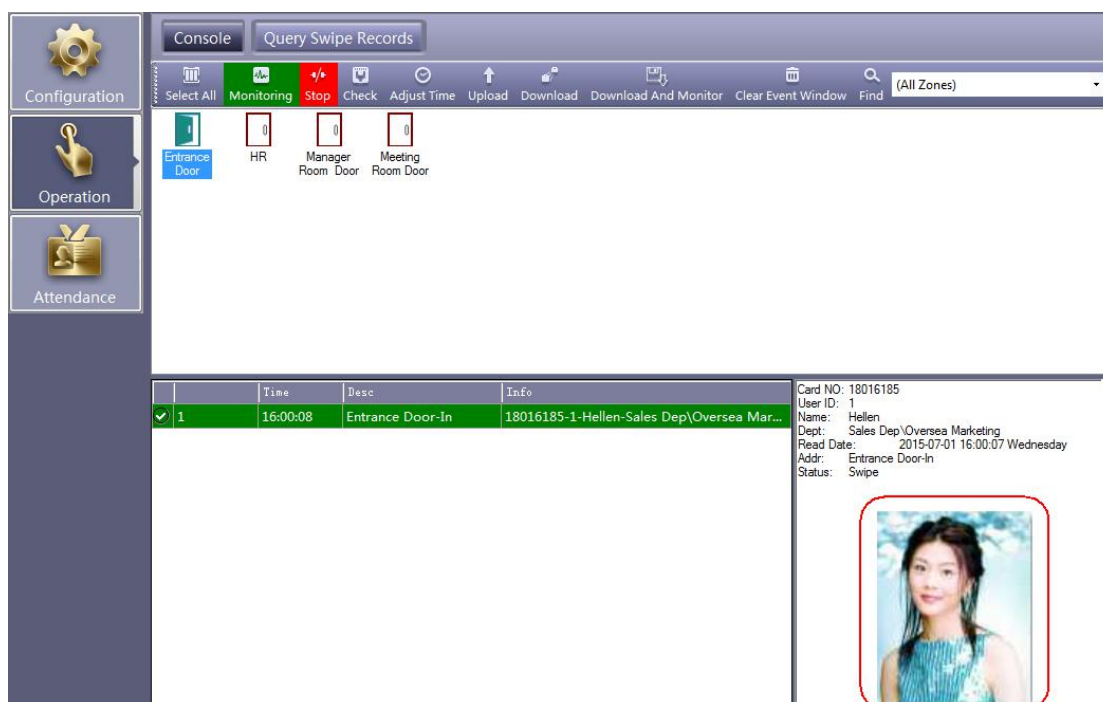 Configuration
Operation
Attendance
Console
Query Swipe Records
Select All
Monitoring
Stop
Check
Adjust Time
Upload
Download
Download And Monitor
Clear Event Window
Find
(All Zones)
Entrance
Door
HR
Manager
Room Door
Meeting
Room Door
Time
Desc
Info
1
16:00:08
Entrance Door-In
18016185-1-Hellen-Sales Dep\Oversea Mar...
Card NO: 18016185
User ID: 1
Name: Hellen
Dept: Sales Dep\Oversea Marketing
Read Date: 2015-07-01 16:00:07 Wednesday
Addr: Entrance Door-In
Status: Swipe